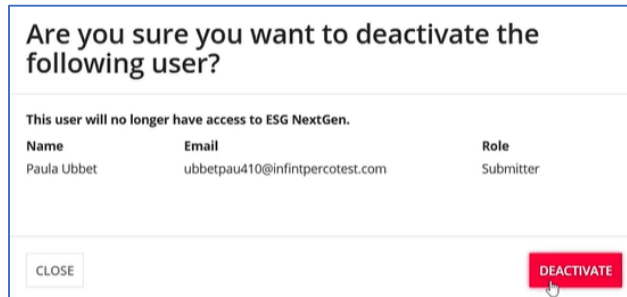 Are you sure you want to deactivate the
following user?
This user will no longer have access to ESG NextGen.
Name Email Role
Paula Ubbet ubbetpau410@infintpercotest.com Submitter
CLOSE DEACTIVATE